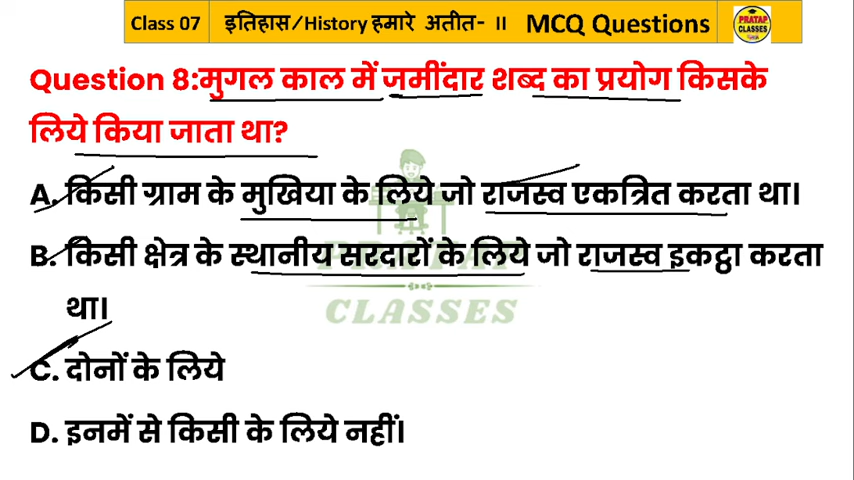 Class 07
इतिहास/History हमारे अतीत- ॥
MCQ Questions
PRATAP
CLASSES
Question 8:मुगल काल में जमींदार शब्द का प्रयोग किसके
लिये किया जाता था?
A. किसी ग्राम के मुखिया के लिये जो राजस्व एकत्रित करता था।
B. किसी क्षेत्र के स्थानीय सरदारों के लिये जो राजस्व इकट्ठा करता
था।
PRATAP
CLASSES
C. दोनों के लिये
D. इनमें से किसी के लिये नहीं।